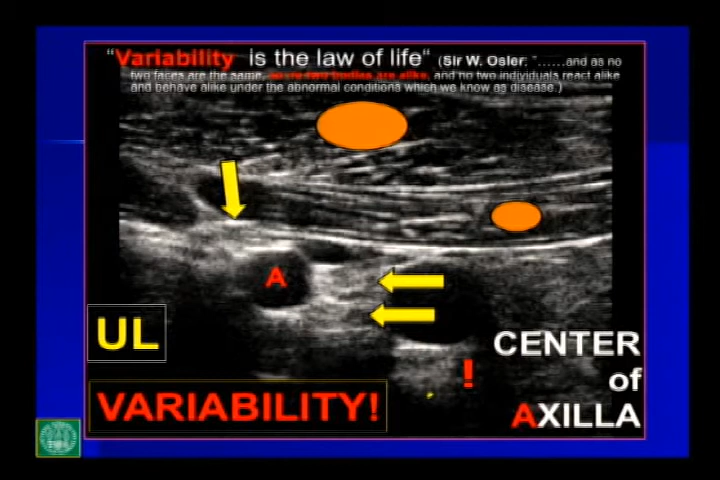 “Variability is the law of life“ (Sir W. Osler: “……and as no
two faces are the same, so no two bodies are alike, and no two individuals react alike
and behave alike under the abnormal conditions which we know as disease.)
A
UL
!
CENTER
of
AXILLA
VARIABILITY!